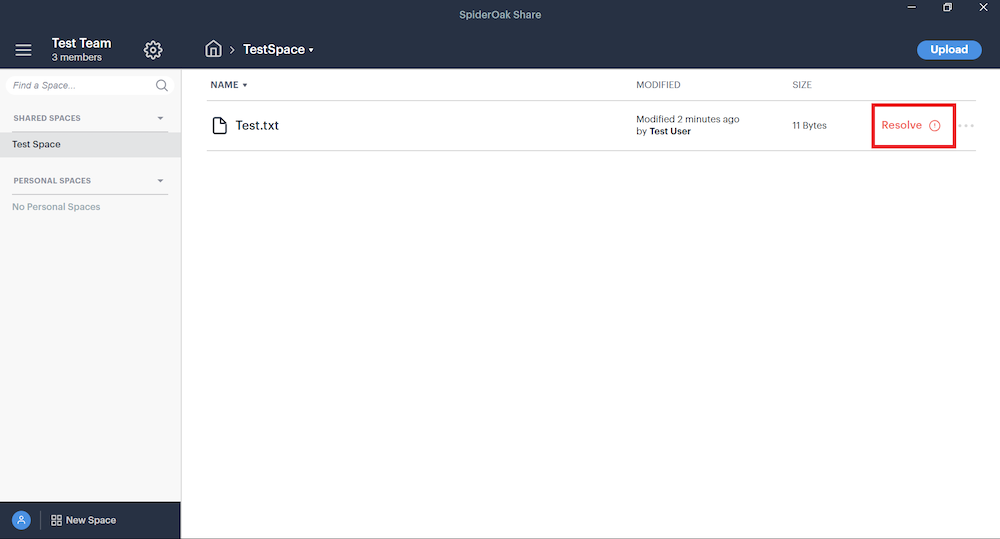 SpiderOak Share
Test Team
3 members
TestSpace
Upload
Find a Space...
SHARED SPACES
Test Space
PERSONAL SPACES
No Personal Spaces
NAME
MODIFIED
SIZE
Test.txt
Modified 2 minutes ago
by Test User
11 Bytes
Resolve
New Space